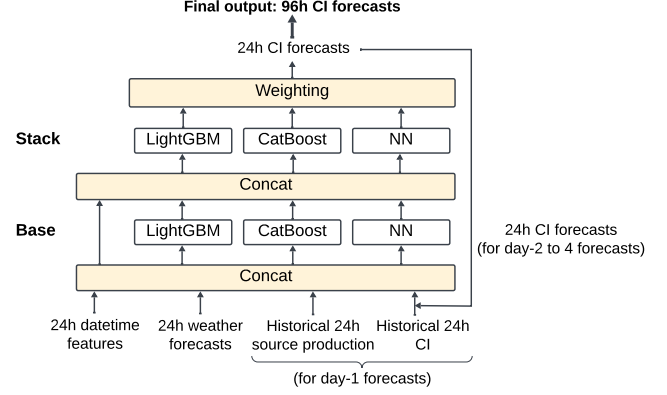 Final output: 96h CI forecasts
24h CI forecasts
Weighting
Stack
LightGBM
CatBoost
NN
Concat
Base
LightGBM
CatBoost
NN
24h CI forecasts
(for day-2 to 4 forecasts)
Concat
24h datetime
features
24h weather
forecasts
Historical 24h
source production
Historical 24h
CI
(for day-1 forecasts)